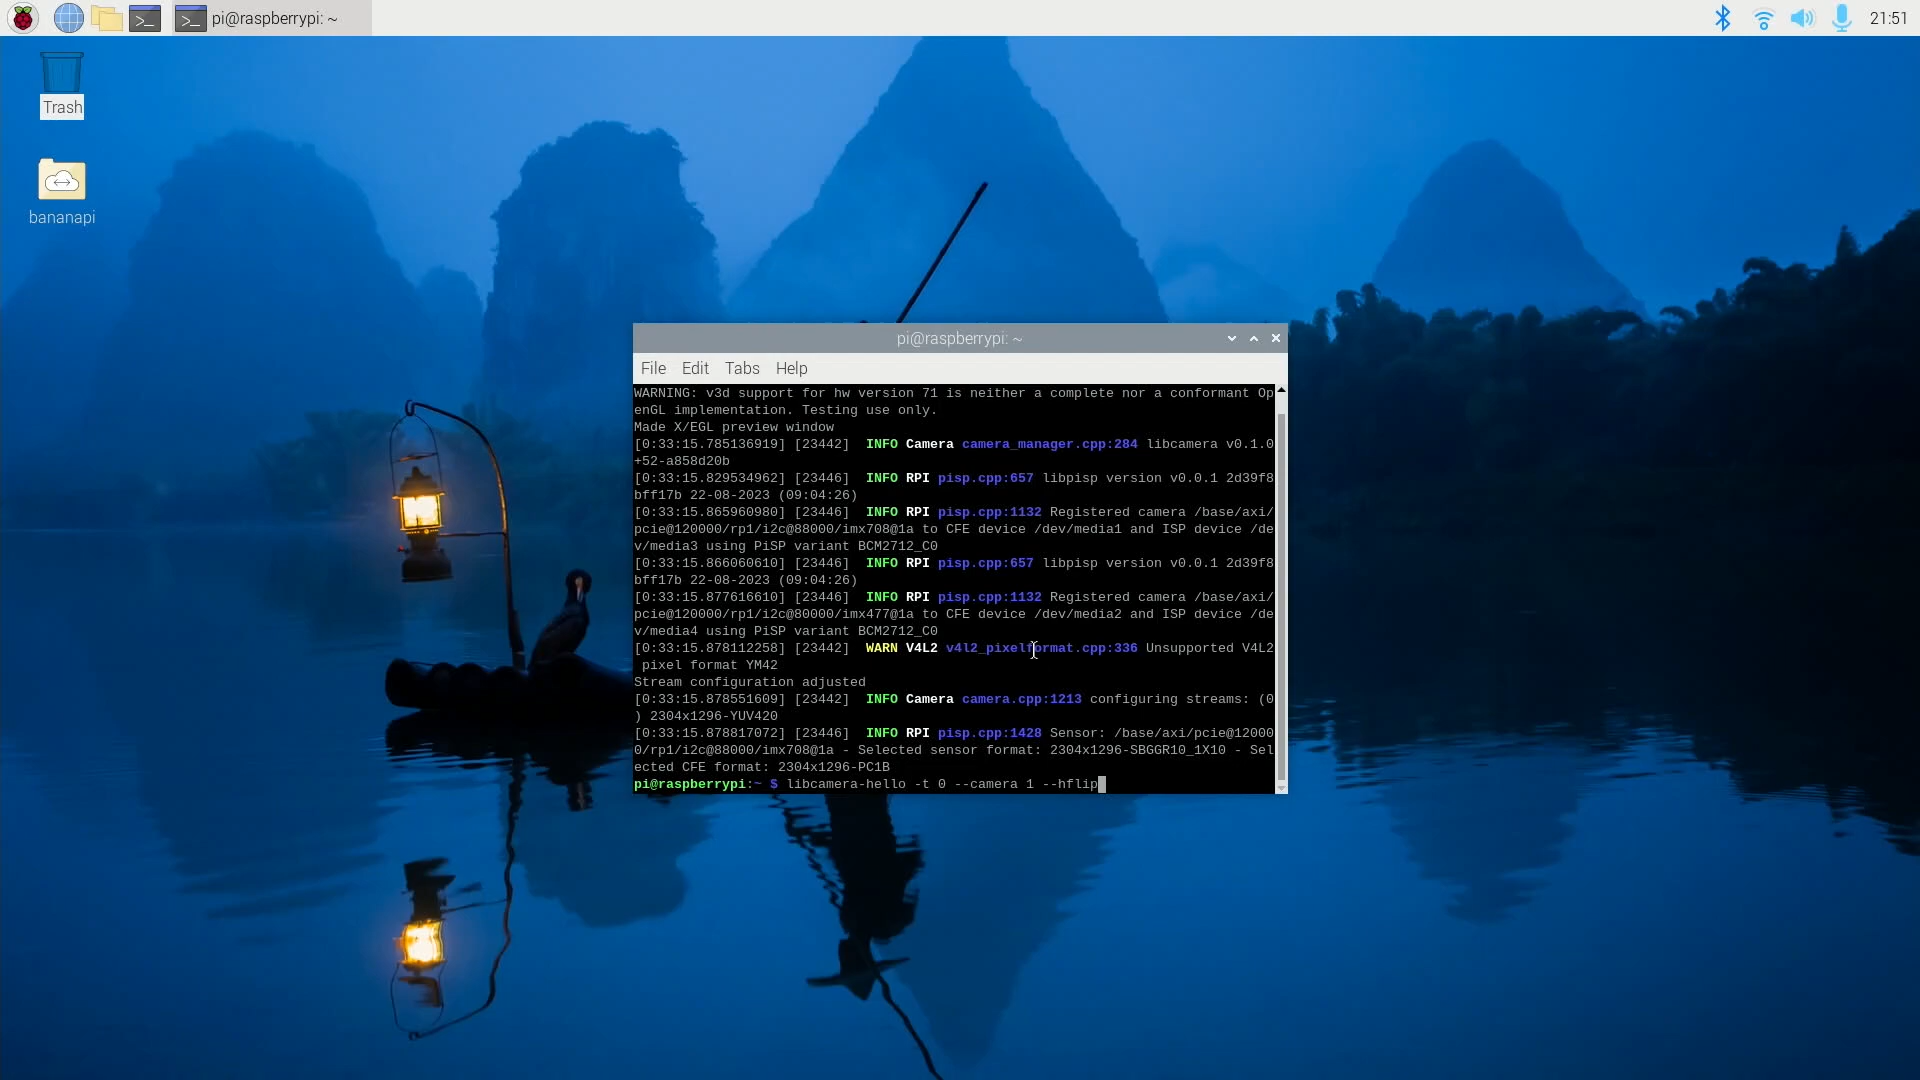 pi@raspberrypi: ~
21:51
Trash
bananapi
pi@raspberrypi: ~
File Edit Tabs Help
WARNING: v3d support for hw version 71 is neither a complete nor a conformant Op
enGL implementation. Testing use only.
Made X/EGL preview window
[0:33:15.785136919] [23442]  INFO Camera camera_manager.cpp:284 libcamera v0.1.0
+52-a858d20b
[0:33:15.829534962] [23446]  INFO RPI pisp.cpp:657 libpisp version v0.0.1 2d39f8
bff17b 22-08-2023 (09:04:26)
[0:33:15.865960980] [23446]  INFO RPI pisp.cpp:1132 Registered camera /base/axi/
pcie@120000/rp1/i2c@88000/imx708@1a to CFE device /dev/media1 and ISP device /de
v/media3 using PiSP variant BCM2712_C0
[0:33:15.866060610] [23446]  INFO RPI pisp.cpp:657 libpisp version v0.0.1 2d39f8
bff17b 22-08-2023 (09:04:26)
[0:33:15.877616610] [23446]  INFO RPI pisp.cpp:1132 Registered camera /base/axi/
pcie@120000/rp1/i2c@80000/imx477@1a to CFE device /dev/media2 and ISP device /de
v/media4 using PiSP variant BCM2712_C0
[0:33:15.878112258] [23442]  WARN V4L2 v4l2_pixelformat.cpp:336 Unsupported V4L2
 pixel format YM42
Stream configuration adjusted
[0:33:15.878551609] [23442]  INFO Camera camera.cpp:1213 configuring streams: (0
) 2304x1296-YUV420
[0:33:15.878817072] [23446]  INFO RPI pisp.cpp:1428 Sensor: /base/axi/pcie@12000
0/rp1/i2c@88000/imx708@1a - Selected sensor format: 2304x1296-SBGGR10_1X10 - Sel
ected CFE format: 2304x1296-PC1B
pi@raspberrypi:~ $ libcamera-hello -t 0 --camera 1 --hflip